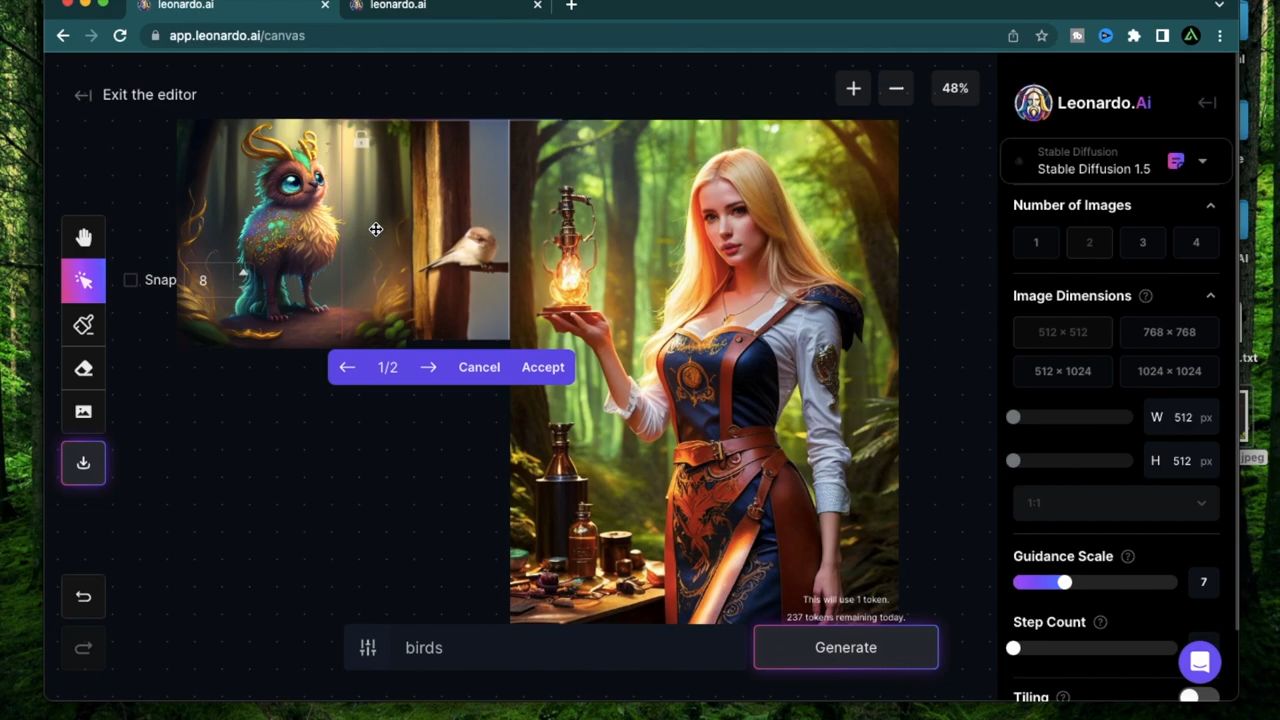 leonardo.ai
leonardo.ai
app.leonardo.ai/canvas
Exit the editor
48%
Leonardo.Ai
Stable Diffusion
Stable Diffusion 1.5
Number of Images
1 2 3 4
Snap 8
Image Dimensions
512 × 512 768 × 768
512 × 1024 1024 × 1024
1/2 Cancel Accept
W 512 px
H 512 px
1:1
Guidance Scale
7
Step Count
This will use 1 token.
237 tokens remaining today.
birds
Generate
Tiling
.txt
jpeg